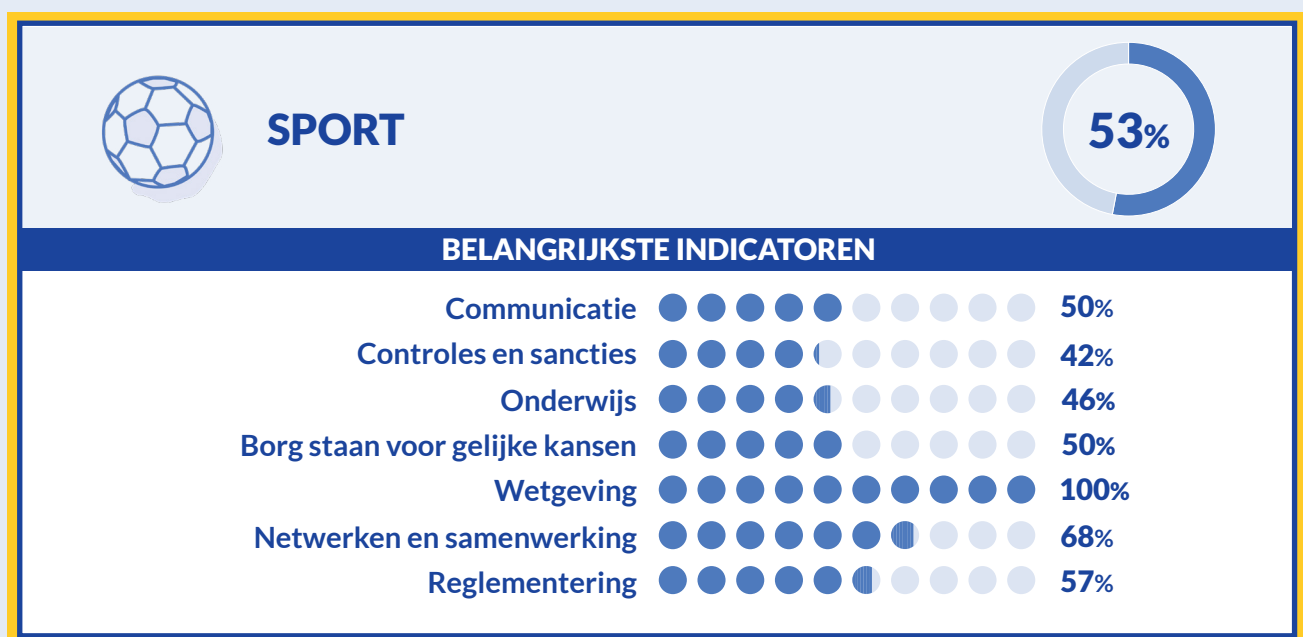 SPORT
53%
BELANGRIJKSTE INDICATOREN
Communicatie 50%
Controles en sancties 42%
Onderwijs 46%
Borg staan voor gelijke kansen 50%
Wetgeving 100%
Netwerken en samenwerking 68%
Reglementering 57%